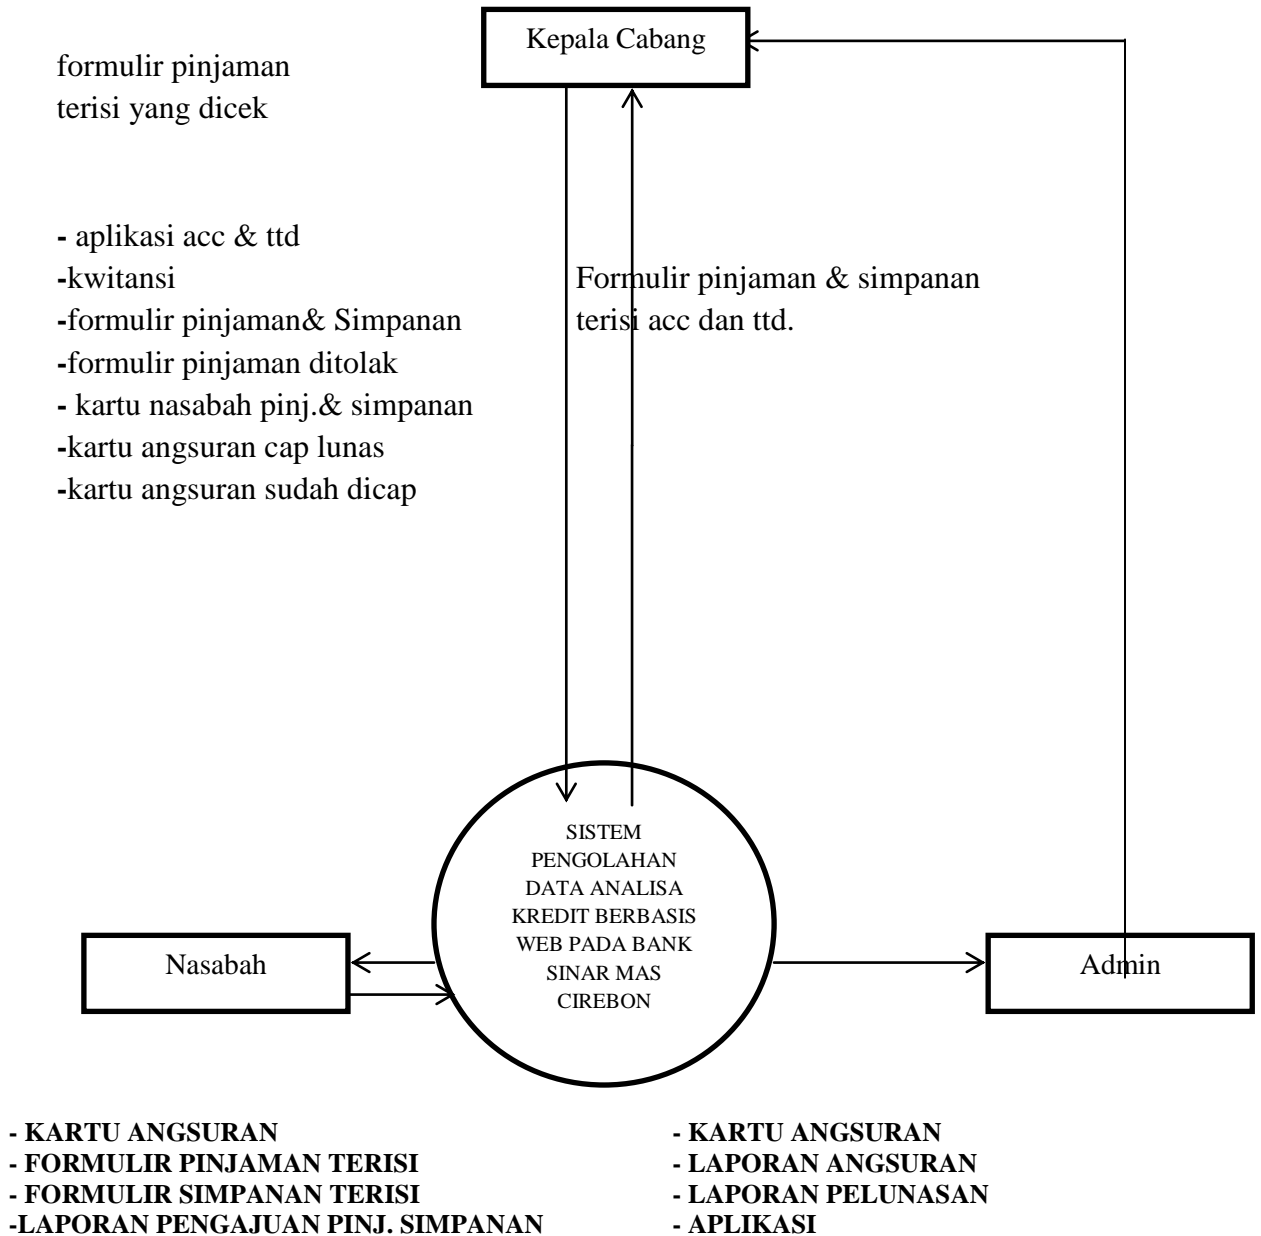 Kepala Cabang
formulir pinjaman
terisi yang dicek
- aplikasi acc & ttd
-kwitansi
-formulir pinjaman& Simpanan
-formulir pinjaman ditolak
- kartu nasabah pinj.& simpanan
-kartu angsuran cap lunas
-kartu angsuran sudah dicap
Formulir pinjaman & simpanan
terisi acc dan ttd.
SISTEM
PENGOLAHAN
DATA ANALISA
KREDIT BERBASIS
WEB PADA BANK
SINAR MAS
CIREBON
Nasabah
Admin
- KARTU ANGSURAN
- FORMULIR PINJAMAN TERISI
- FORMULIR SIMPANAN TERISI
-LAPORAN PENGAJUAN PINJ. SIMPANAN
- KARTU ANGSURAN
- LAPORAN ANGSURAN
- LAPORAN PELUNASAN
- APLIKASI